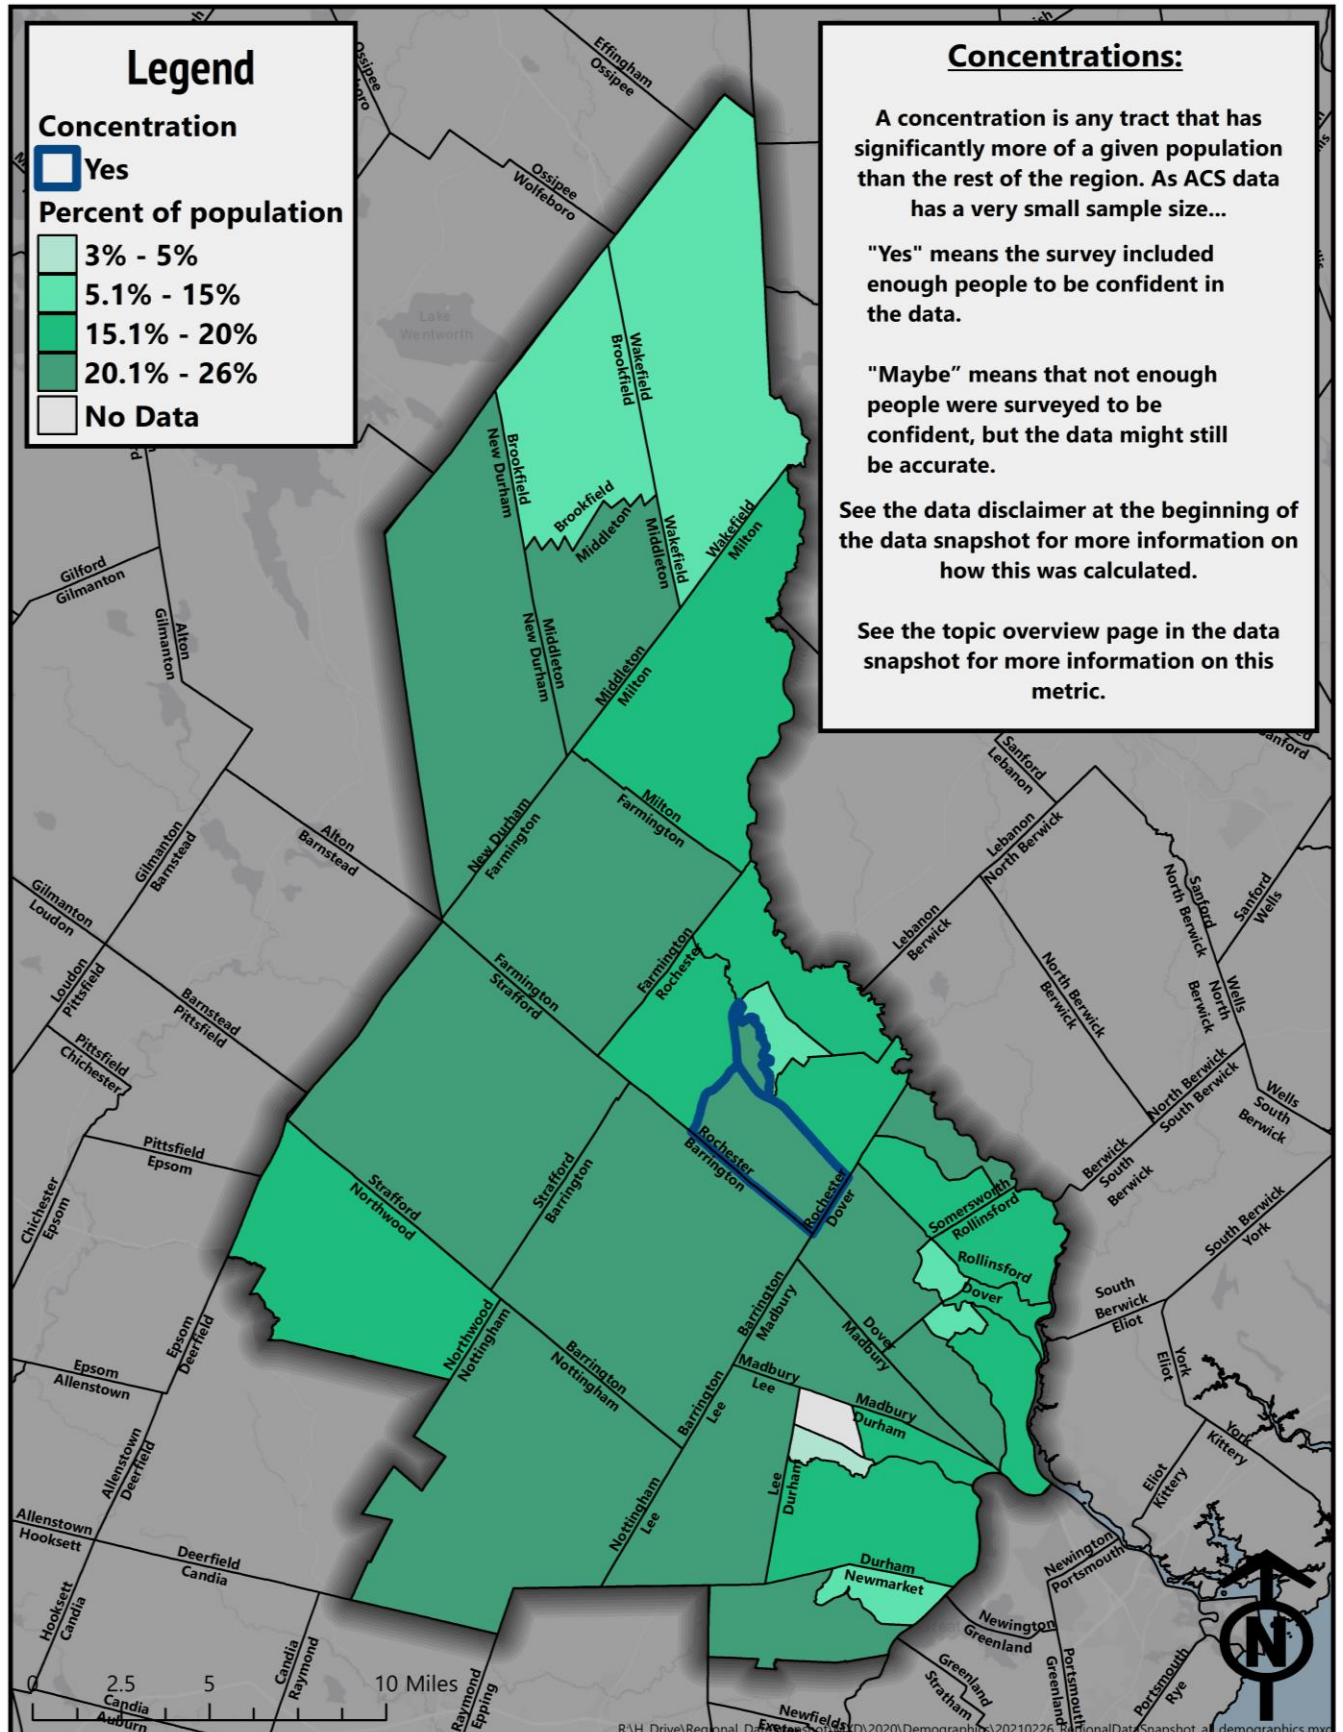 Legend
Concentration
Yes
Percent of population
3% - 5%
5.1% - 15%
15.1% - 20%
20.1% - 26%
No Data
Concentrations:
A concentration is any tract that has
significantly more of a given population
than the rest of the region. As ACS data
has a very small sample size...
"Yes" means the survey included
enough people to be confident in
the data.
"Maybe" means that not enough
people were surveyed to be
confident, but the data might still
be accurate.
See the data disclaimer at the beginning of
the data snapshot for more information on
how this was calculated.
See the topic overview page in the data
snapshot for more information on this
metric.
Effingham
Ossipee
Ossipee
Ossipee
Wolfeboro
Lake
Wentworth
Wakefield
Brookfield
Brookfield
New Durham
Brookfield
Middleton
Wakefield
Middleton
Wakefield
Milton
Gilford
Gilmanton
Alton
Gilmanton
Middleton
New Durham
Middleton
Milton
Sanford
Lebanon
Milton
Farmington
New Durham
Farmington
Alton
Barnstead
Gilmanton
Barnstead
Lebanon
North Berwick
Gilmanton
Loudon
Sanford
North Berwick
Sanford
Wells
Lebanon
Berwick
Loudon
Pittsfield
Farmington
Rochester
Farmington
Strafford
North Berwick
Berwick
Wells
North
Berwick
Barnstead
Pittsfield
Pittsfield
Chichester
North Berwick
South Berwick
Wells
South
Berwick
Pittsfield
Epsom
Rochester
Barrington
Berwick
South
Berwick
Chichester
Epsom
Strafford
Northwood
Strafford
Barrington
Rochester
Dover
Somersworth
Rollinsford
South Berwick
York
Rollinsford
Dover
South
Berwick
Eliot
Barrington
Madbury
Dover
Madbury
Epsom
Deerfield
Northwood
Nottingham
Barrington
Nottingham
York
Eliot
Epsom
Allenstown
Madbury
Lee
Barrington
Lee
Madbury
Durham
York
Kittery
Allenstown
Deerfield
Lee
Durham
Eliot
Kittery
Nottingham
Lee
Allenstown
Hooksett
Deerfield
Candia
Newington
Portsmouth
Durham
Newmarket
Hooksett
Candia
Newington
Greenland
N
Candia
Raymond
Greenland
Stratham
Portsmouth
Greenland
Portsmouth
Rye
0 2.5 5 10 Miles
Raymond
Epping
Candia
Auburn
Newfields
Exeter